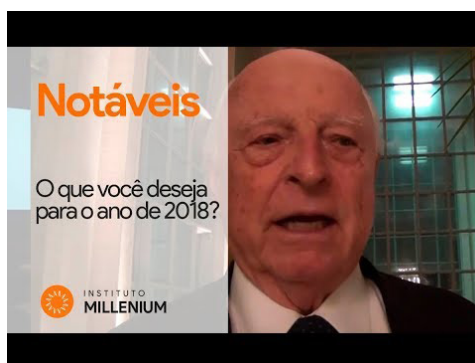 Notáveis
O que você deseja
para o ano de 2018?
INSTITUTO
MILLENIUM